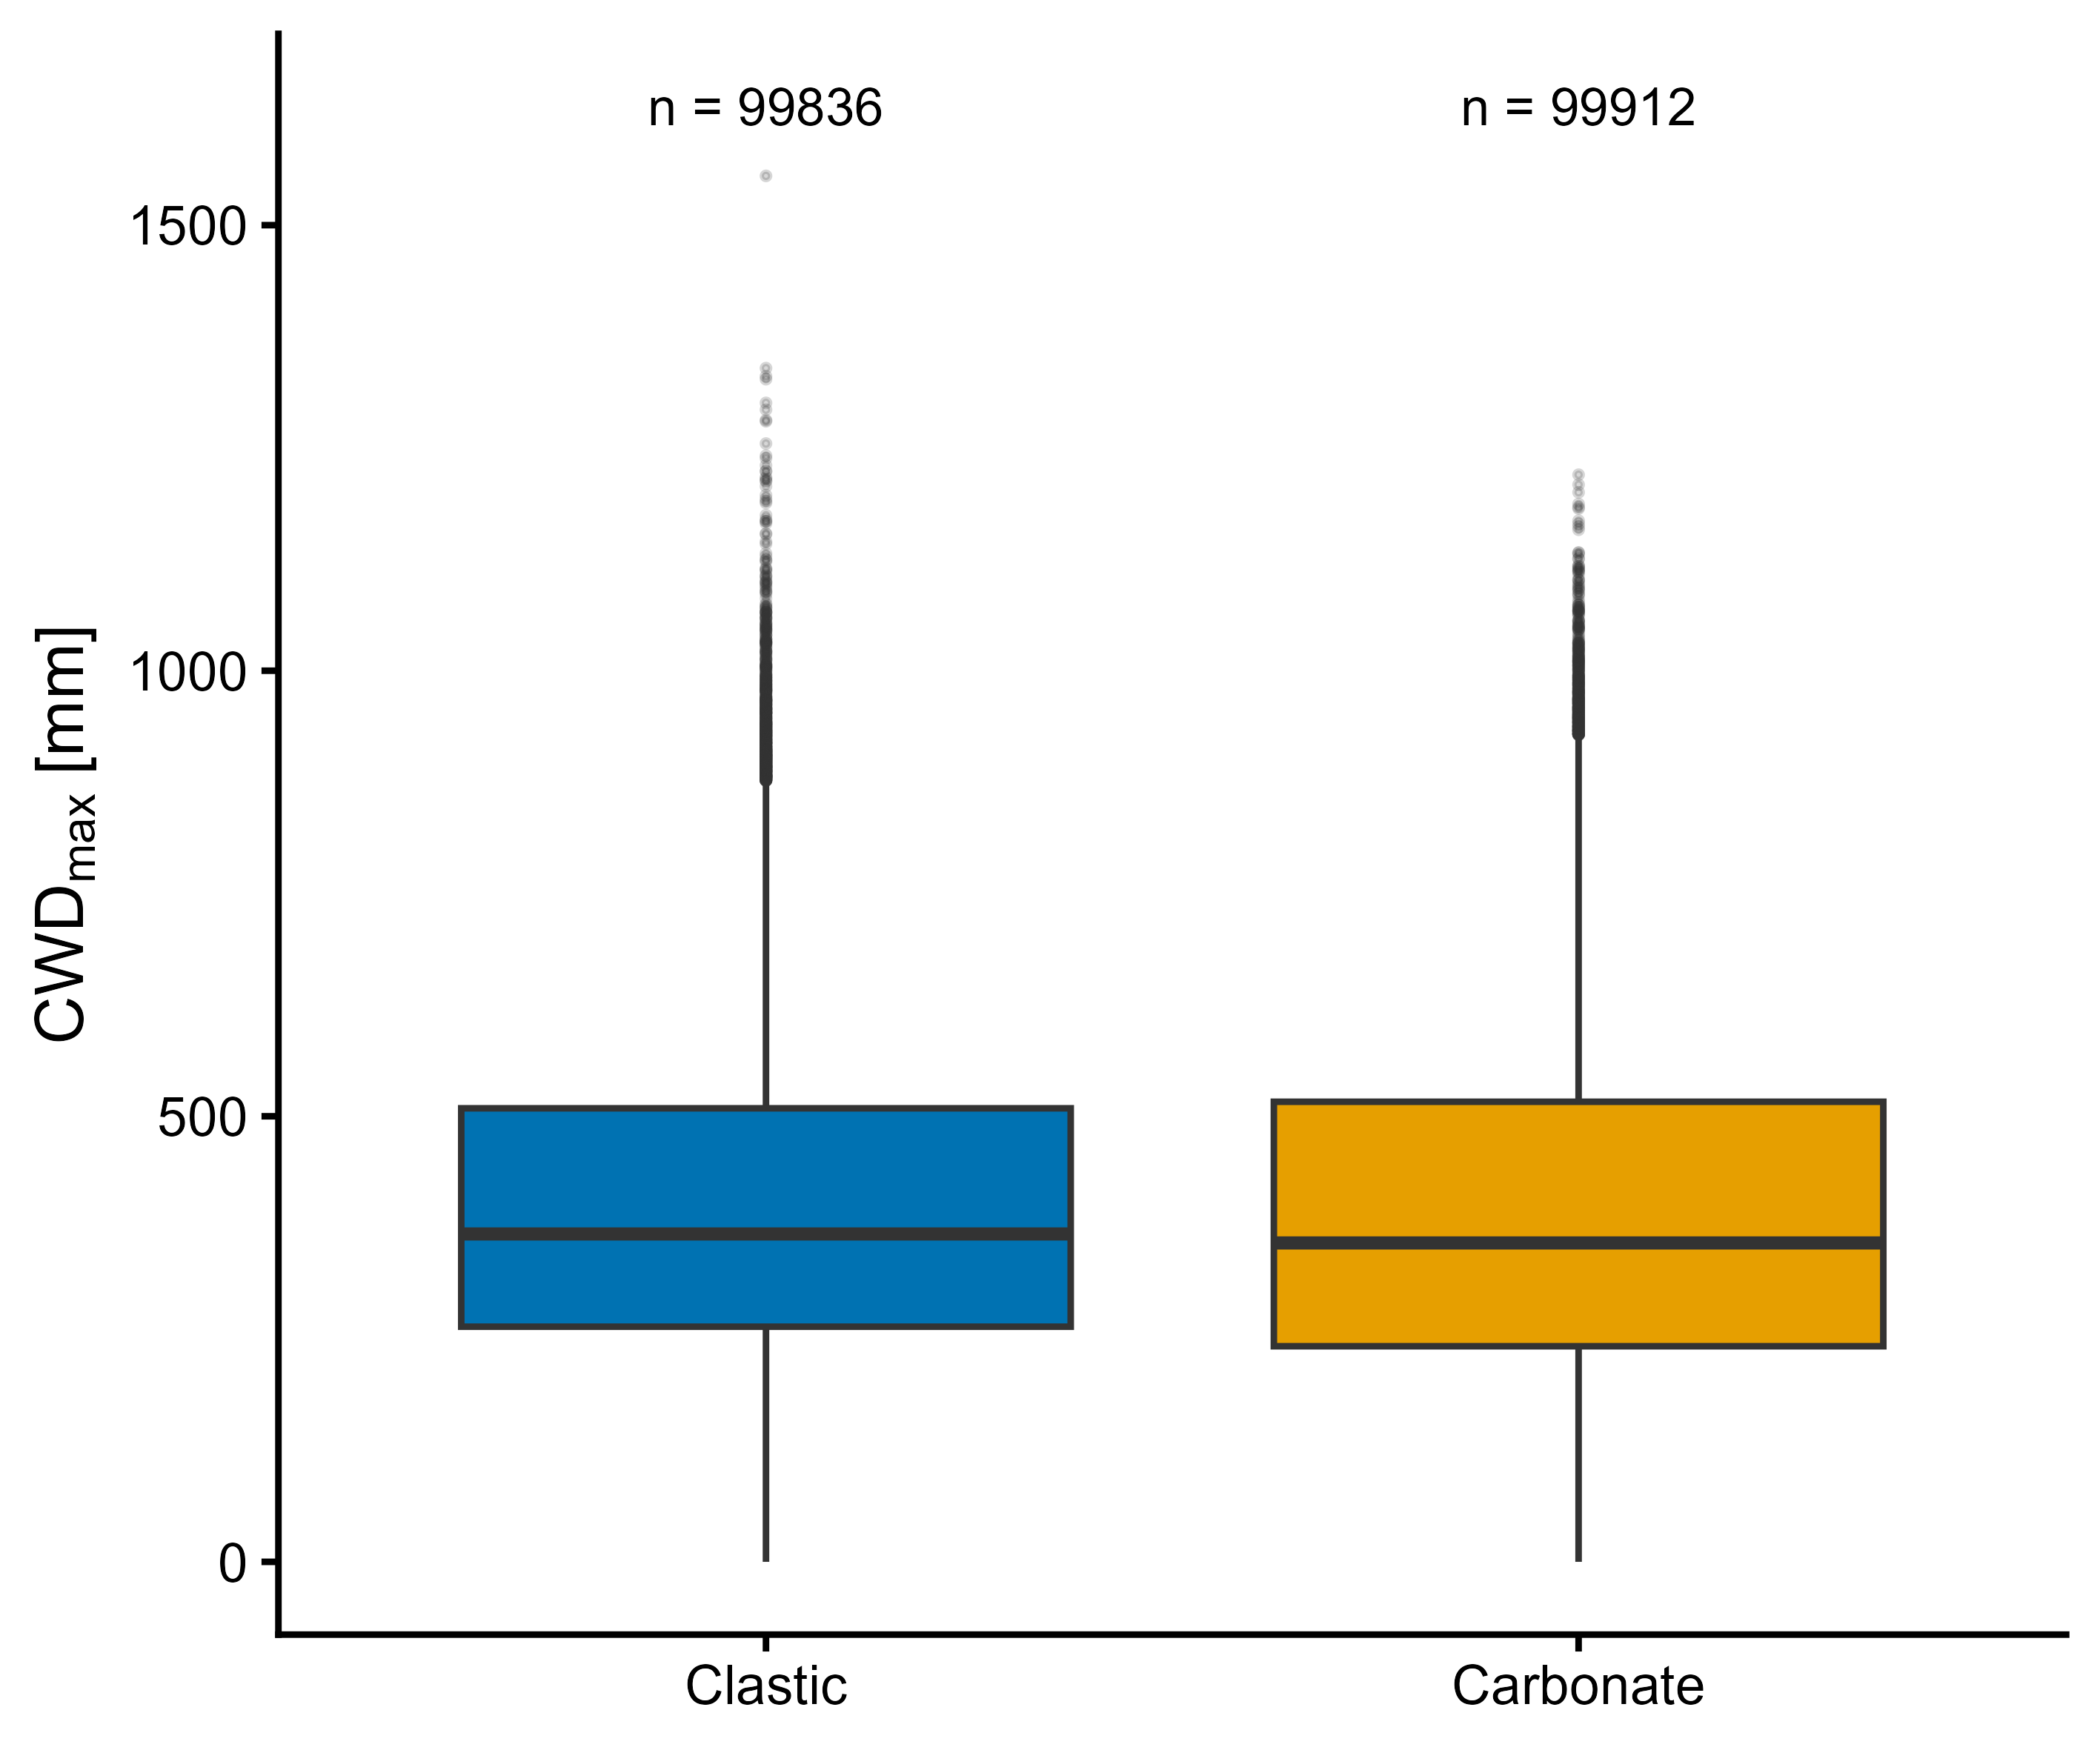 n = 99836
n = 99912
1500
1000
500
0
CWDmax [mm]
Clastic
Carbonate